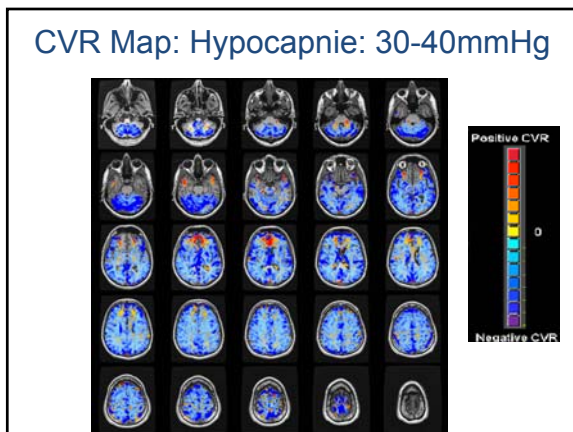 CVR Map: Hypocapnie: 30-40mmHg
Positive CVR
0
Negative CVR